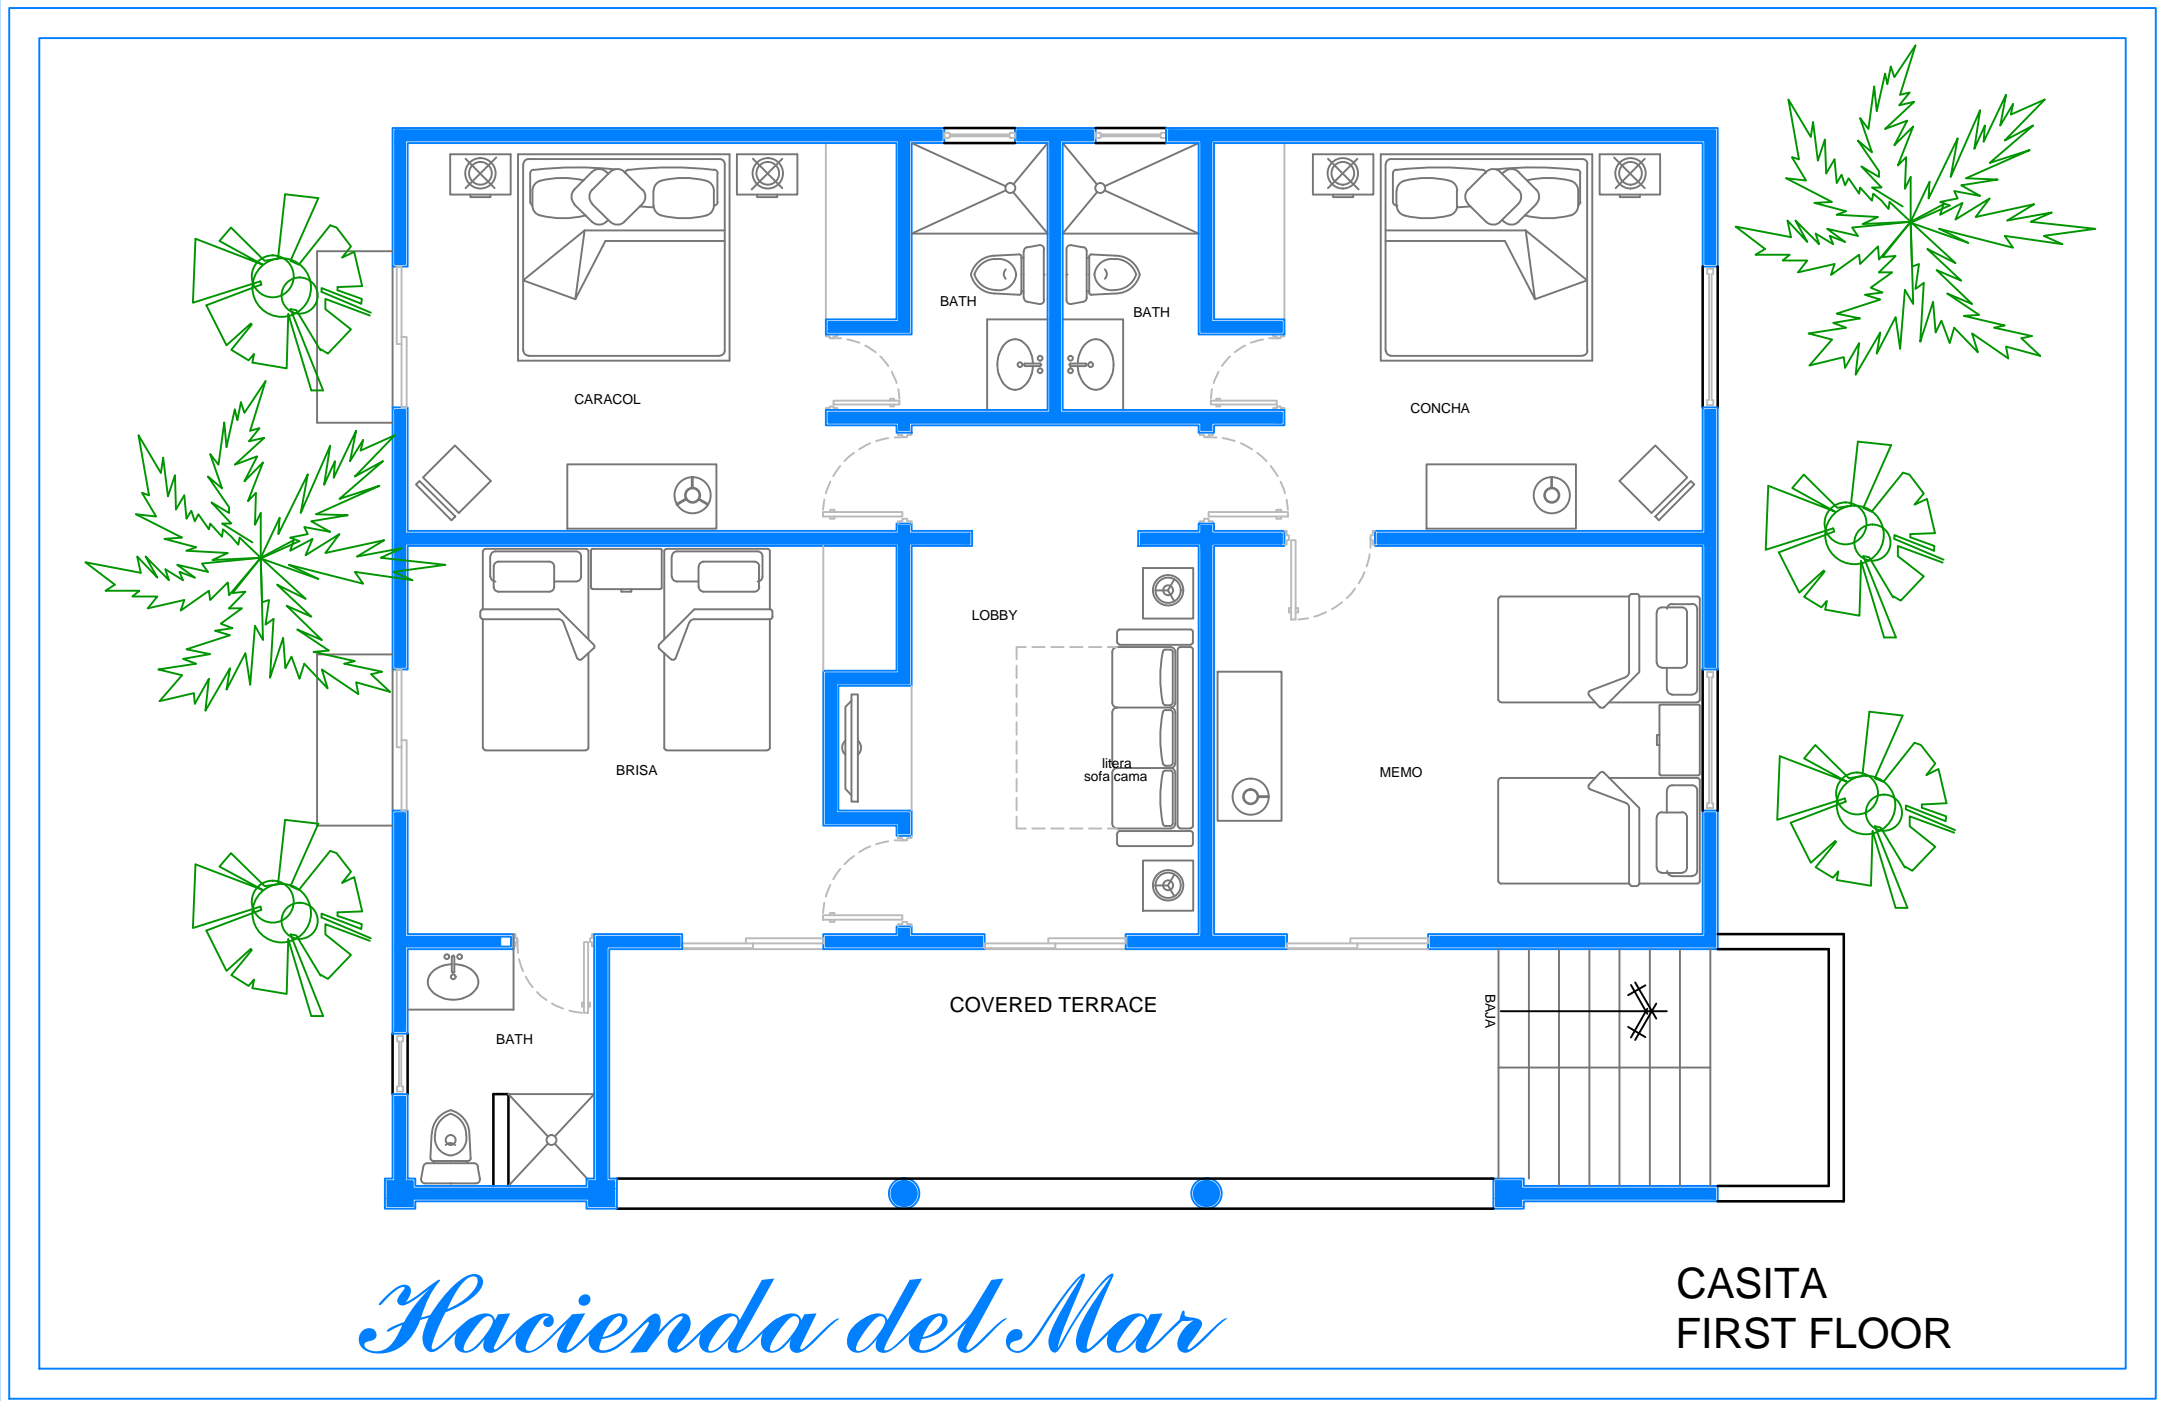 BATH
BATH
CARACOL
CONCHA
LOBBY
litera
sofa cama
BRISA
MEMO
COVERED TERRACE
BAJA
BATH
Hacienda del Mar
CASITA
FIRST FLOOR